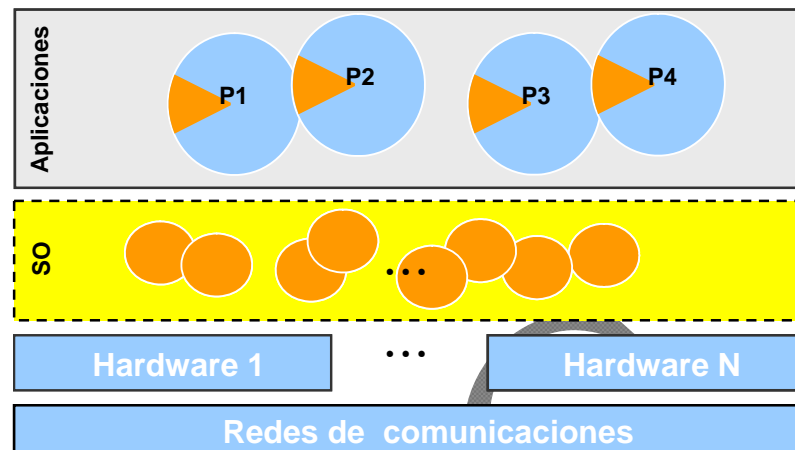 Aplicaciones
P1
P2
P3
P4
SO
...
Hardware 1
...
Hardware N
Redes de comunicaciones